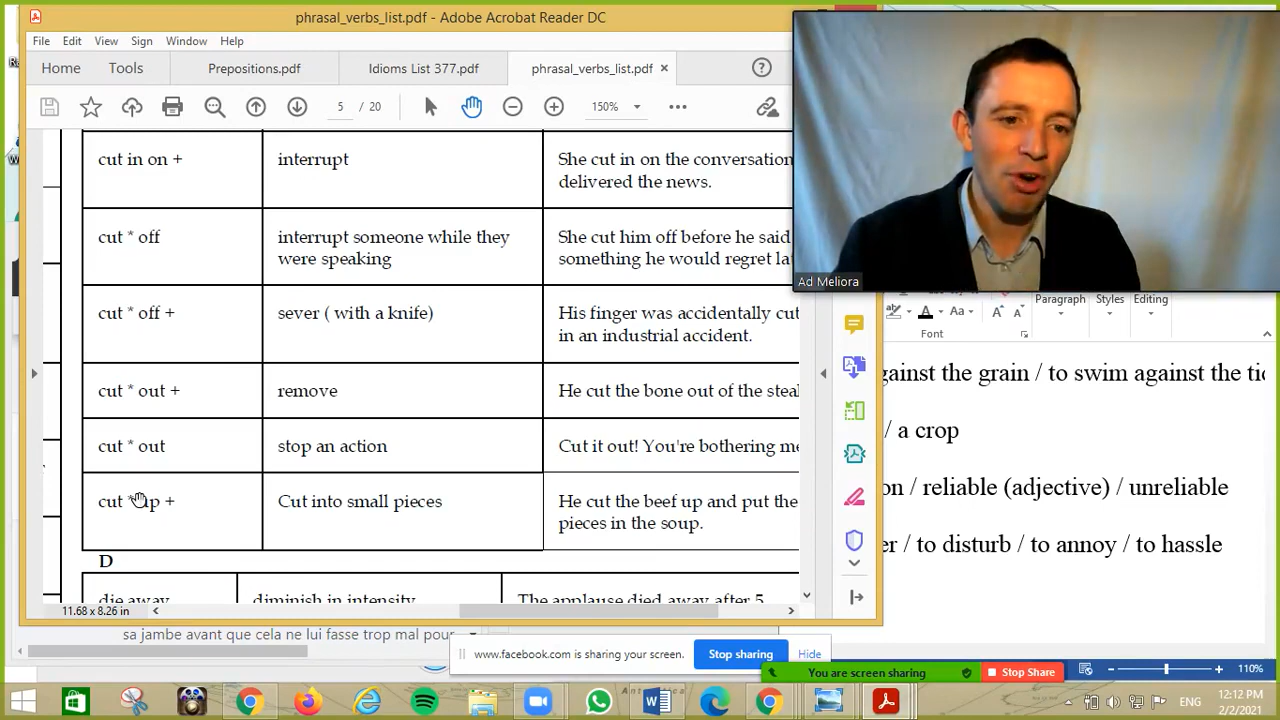 phrasal_verbs_list.pdf - Adobe Acrobat Reader DC
File Edit View Sign Window Help
Home Tools Prepositions.pdf Idioms List 377.pdf phrasal_verbs_list.pdf ×
5 / 20 150%
cut in on + interrupt She cut in on the conversation
delivered the news.
cut * off interrupt someone while they She cut him off before he said
were speaking something he would regret la
cut * off + sever ( with a knife) His finger was accidentally cut
in an industrial accident.
cut * out + remove He cut the bone out of the stea
cut * out stop an action Cut it out! You're bothering me
cut * up + Cut into small pieces He cut the beef up and put the
pieces in the soup.
D
die away diminish in intensity The applause died away after 5
11.68 x 8.26 in
Ad Meliora
Paragraph Styles Editing
A Aa A A
Font
gainst the grain / to swim against the tid
/ a crop
on / reliable (adjective) / unreliable
er / to disturb / to annoy / to hassle
sa jambe avant que cela ne lui fasse trop mal pour
www.facebook.com is sharing your screen. Stop sharing Hide
You are screen sharing Stop Share
110%
ENG
12:12 PM
2/2/2021